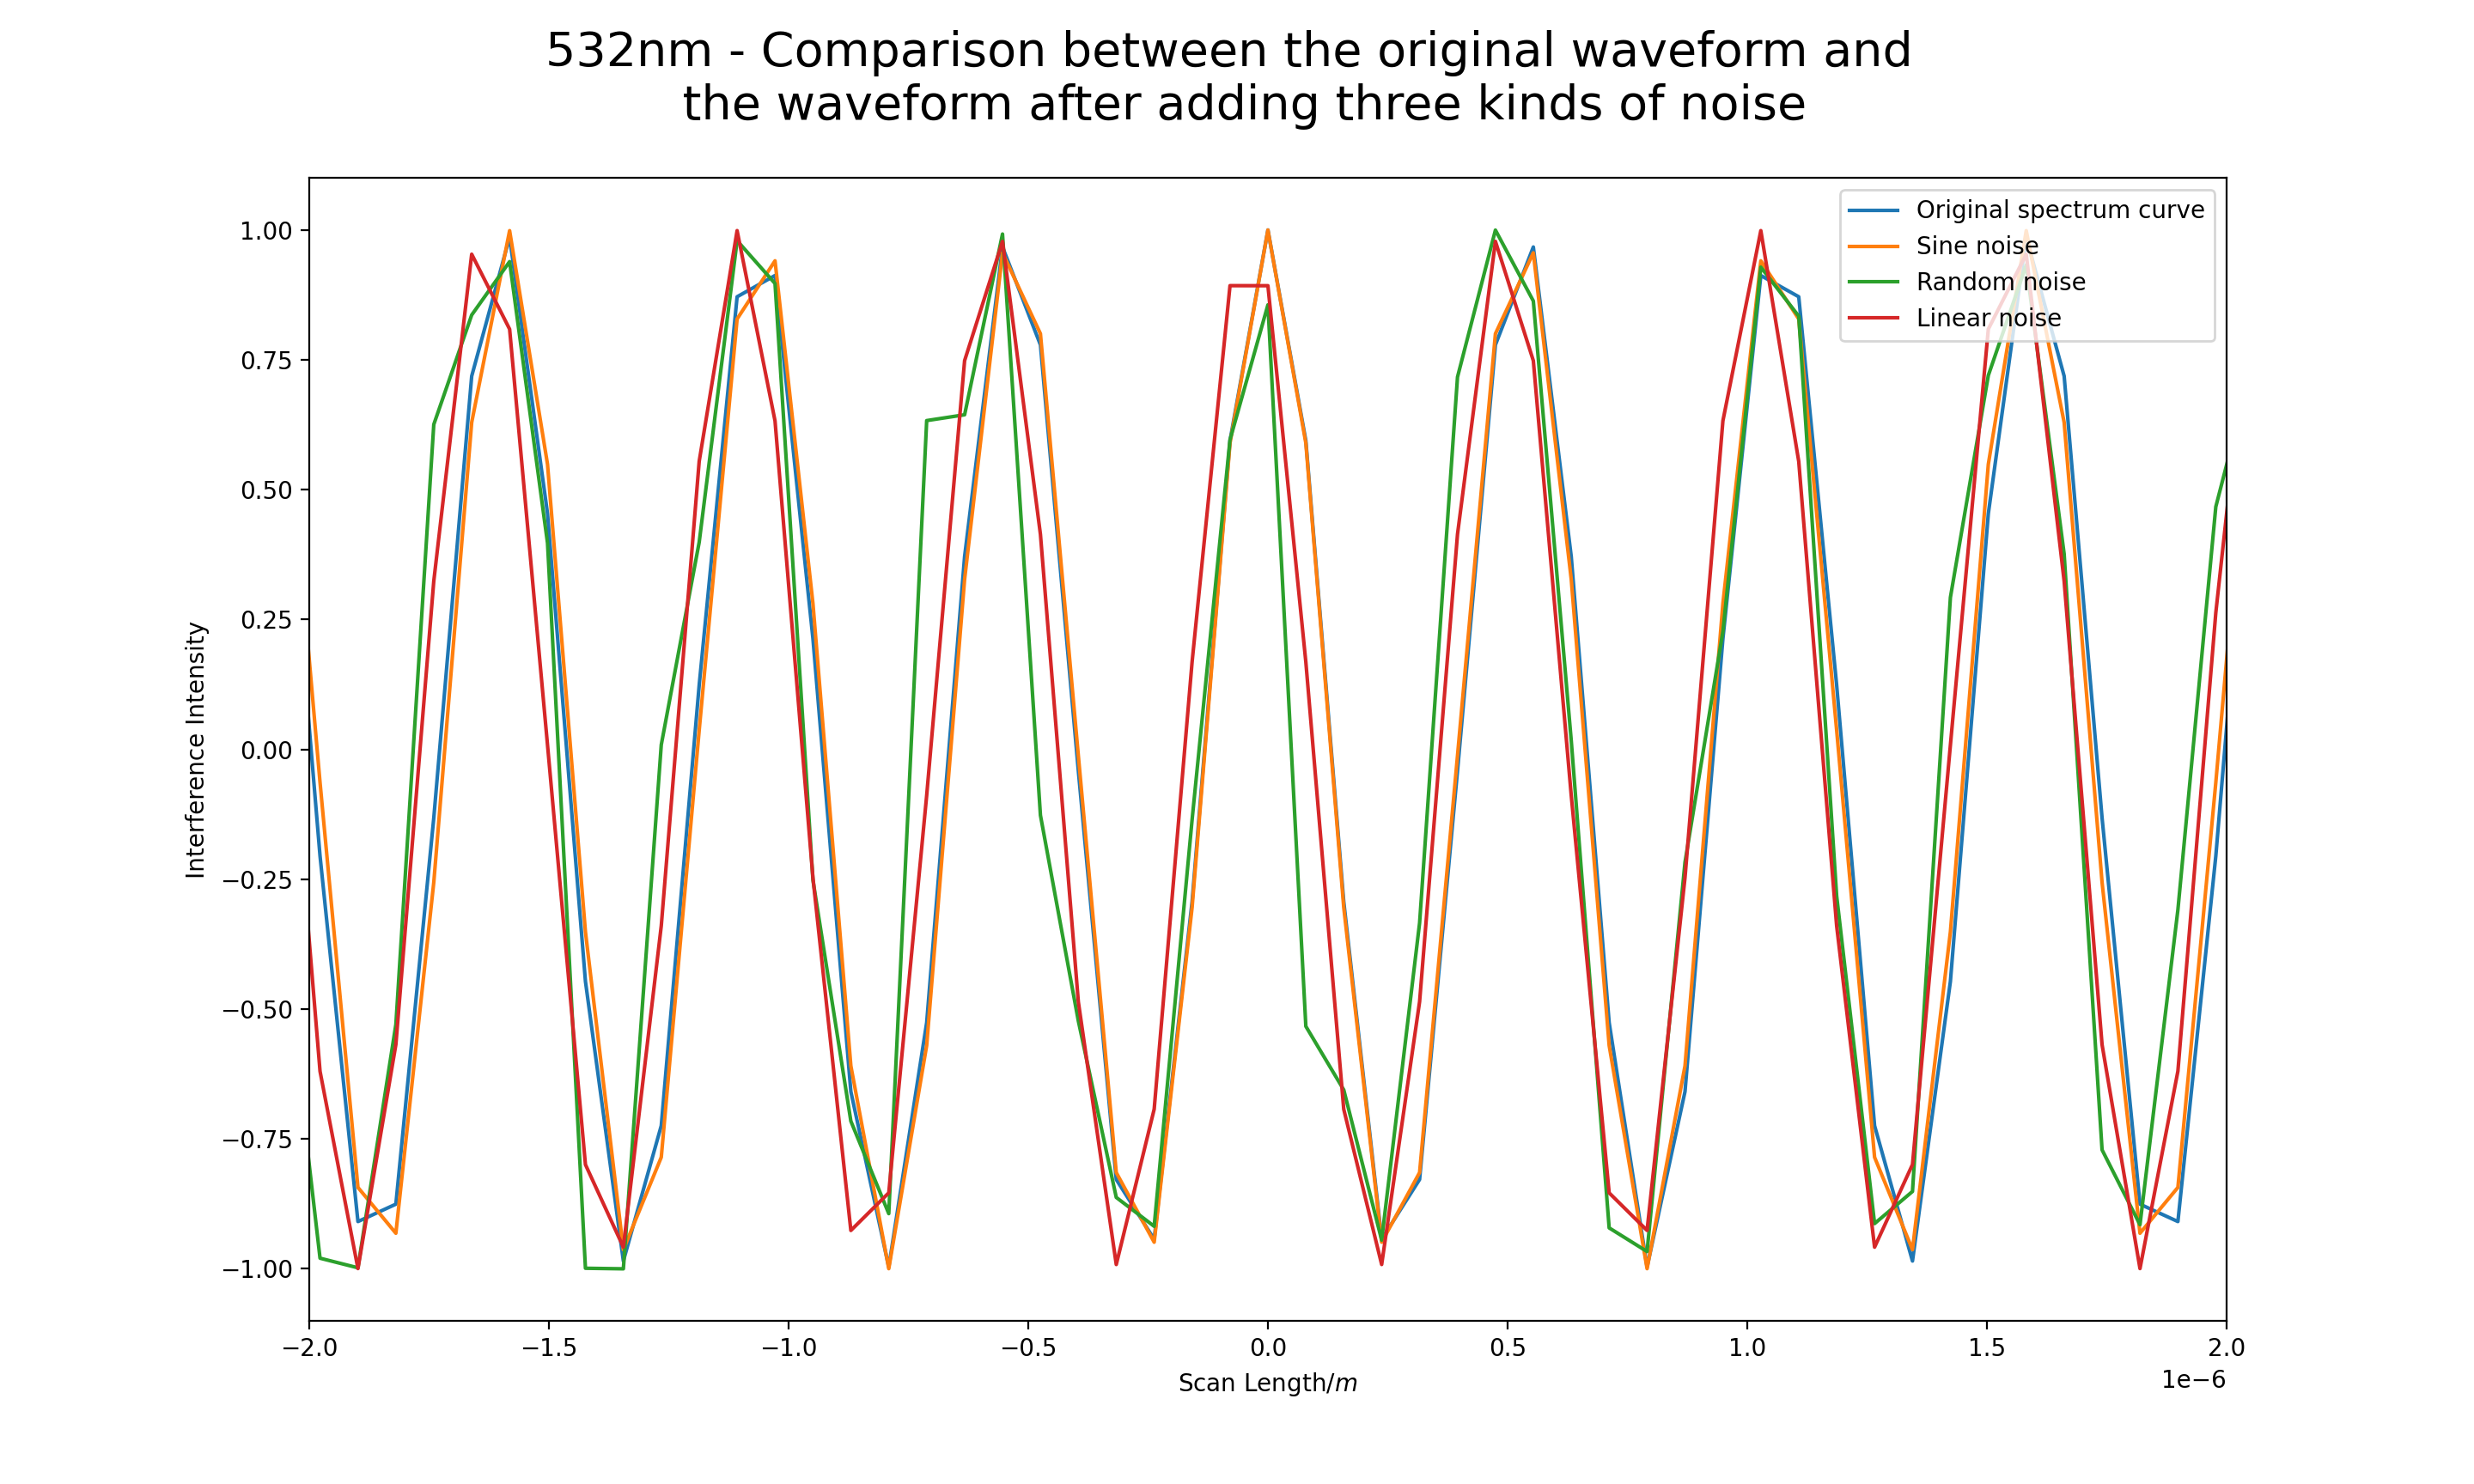 532nm - Comparison between the original waveform and
the waveform after adding three kinds of noise
Original spectrum curve
Sine noise
Random noise
Linear noise
1.00
0.75
0.50
0.25
0.00
−0.25
−0.50
−0.75
−1.00
Interference Intensity
−2.0 −1.5 −1.0 −0.5 0.0 0.5 1.0 1.5 2.0
Scan Length/m
1e−6